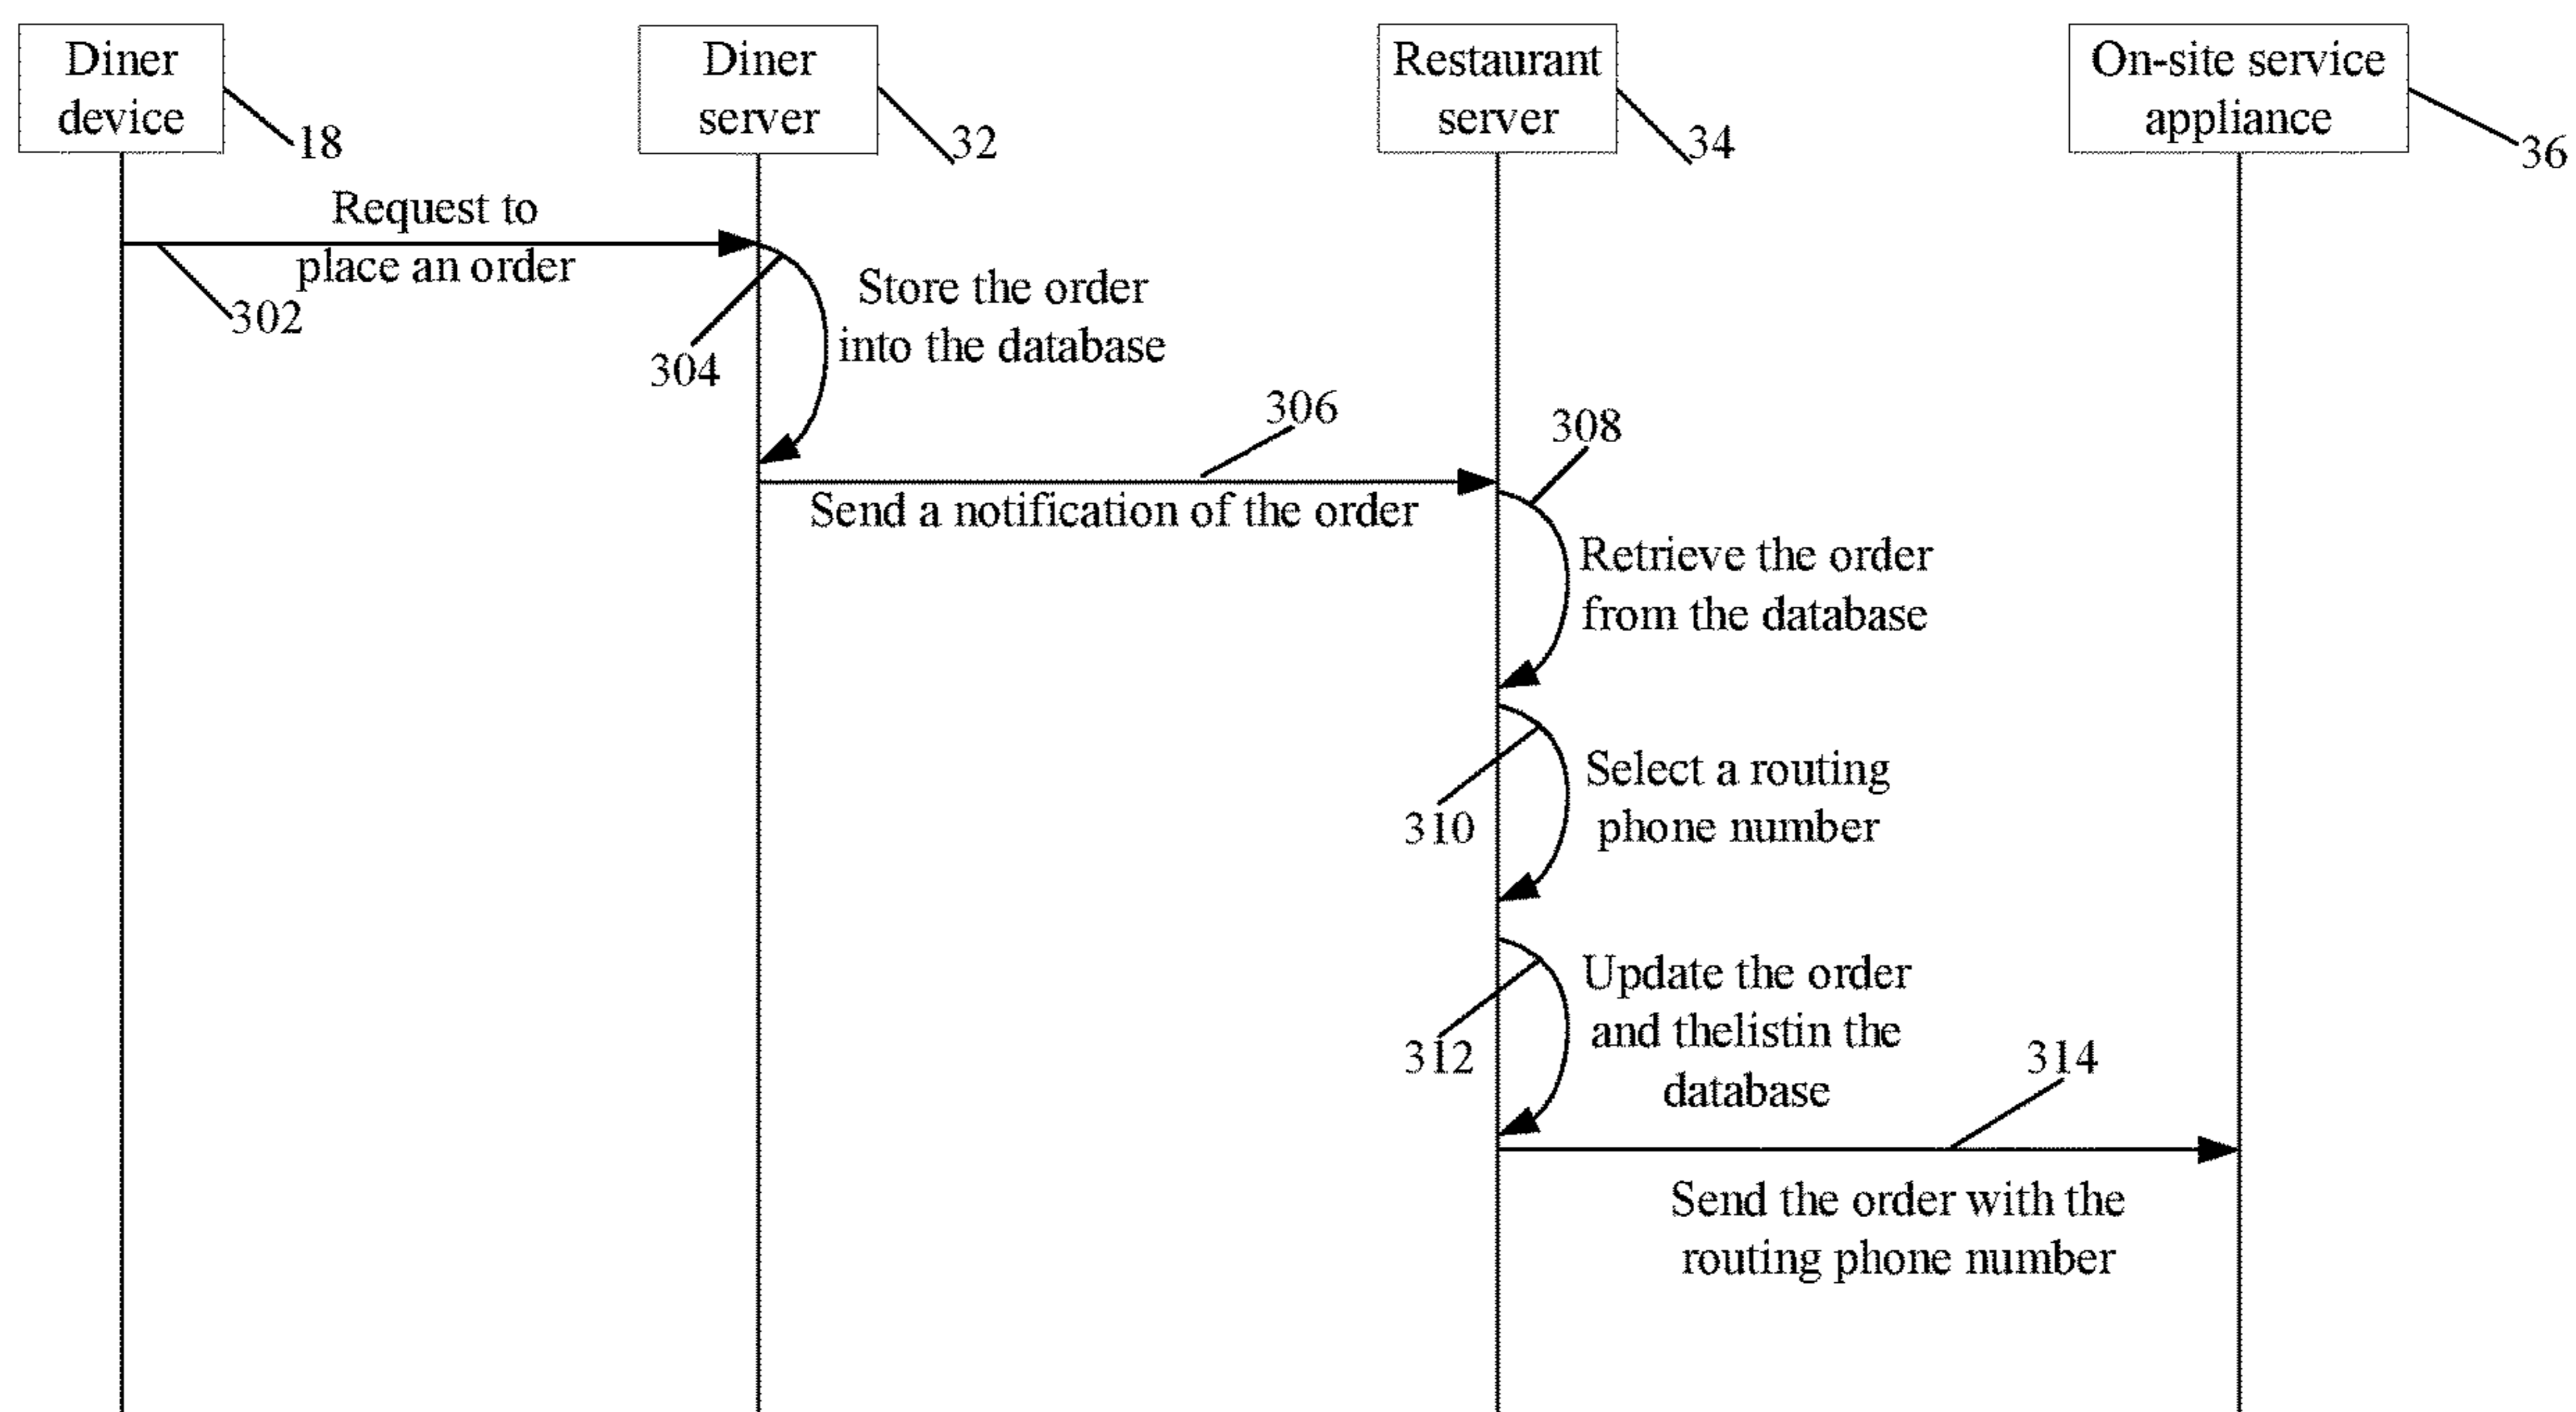 Diner
device
18
Diner
server
32
Restaurant
server
34
On-site service
appliance
36
Request to
place an order
302
304
Store the order
into the database
306
Send a notification of the order
308
Retrieve the order
from the database
310
Select a routing
phone number
312
Update the order
and thelistin the
database
314
Send the order with the
routing phone number